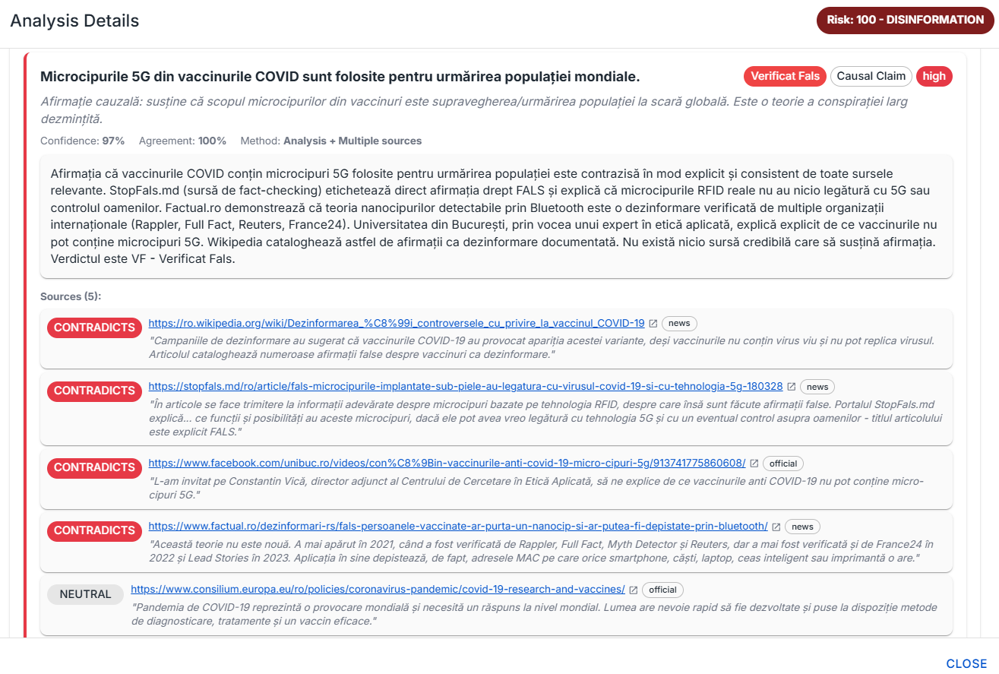 Analysis Details
Risk: 100 - DISINFORMATION
Microcipurile 5G din vaccinurile COVID sunt folosite pentru urmărirea populației mondiale.
Verificat Fals
Causal Claim
high
Afirmație cauzală: susține că scopul microcipurilor din vaccinuri este supravegherea/urmărirea populației la scară globală. Este o teorie a conspirației larg
dezmințită.
Confidence: 97% Agreement: 100% Method: Analysis + Multiple sources
Afirmația că vaccinurile COVID conțin microcipuri 5G folosite pentru urmărirea populației este contrazisă în mod explicit și consistent de toate sursele
relevante. StopFals.md (sursă de fact-checking) etichetează direct afirmația drept FALS și explică că microcipurile RFID reale nu au nicio legătură cu 5G sau
controlul oamenilor. Factual.ro demonstrează că teoria nanocipurilor detectabile prin Bluetooth este o dezinformare verificată de multiple organizații
internaționale (Rappler, Full Fact, Reuters, France24). Universitatea din București, prin vocea unui expert în etică aplicată, explică explicit de ce vaccinurile nu
pot conține microcipuri 5G. Wikipedia cataloghează astfel de afirmații ca dezinformare documentată. Nu există nicio sursă credibilă care să susțină afirmația.
Verdictul este VF - Verificat Fals.
Sources (5):
CONTRADICTS
https://ro.wikipedia.org/wiki/Dezinformarea_%C8%99i_controversele_cu_privire_la_vaccinul_COVID-19 news
"Campaniile de dezinformare au sugerat că vaccinurile COVID-19 au provocat apariția acestei variante, deși vaccinurile nu conțin virus viu și nu pot replica virusul.
Articolul cataloghează numeroase afirmații false despre vaccinuri ca dezinformare."
CONTRADICTS
https://stopfals.md/ro/article/fals-microcipurile-implantate-sub-piele-au-legatura-cu-virusul-covid-19-si-cu-tehnologia-5g-180328 news
"În articole se face trimitere la informații adevărate despre microcipuri bazate pe tehnologia RFID, despre care însă sunt făcute afirmații false. Portalul StopFals.md
explică... ce funcții și posibilități au aceste microcipuri, dacă ele pot avea vreo legătură cu tehnologia 5G și cu un eventual control asupra oamenilor - titlul articolului
este explicit FALS."
CONTRADICTS
https://www.facebook.com/unibuc.ro/videos/con%C8%9Bin-vaccinurile-anti-covid-19-micro-cipuri-5g/913741775860608/ official
"L-am invitat pe Constantin Vică, director adjunct al Centrului de Cercetare în Etică Aplicată, să ne explice de ce vaccinurile anti COVID-19 nu pot conține micro-
cipuri 5G."
CONTRADICTS
https://www.factual.ro/dezinformari-rs/fals-persoanele-vaccinate-ar-purta-un-nanocip-si-ar-putea-fi-depistate-prin-bluetooth/ news
"Această teorie nu este nouă. A mai apărut în 2021, când a fost verificată de Rappler, Full Fact, Myth Detector și Reuters, dar a mai fost verificată și de France24 în
2022 și Lead Stories în 2023. Aplicația în sine depistează, de fapt, adresele MAC pe care orice smartphone, căști, laptop, ceas inteligent sau imprimantă o are."
NEUTRAL
https://www.consilium.europa.eu/ro/policies/coronavirus-pandemic/covid-19-research-and-vaccines/ official
"Pandemia de COVID-19 reprezintă o provocare mondială și necesită un răspuns la nivel mondial. Lumea are nevoie rapid să fie dezvoltate și puse la dispoziție metode
de diagnosticare, tratamente și un vaccin eficace."
CLOSE